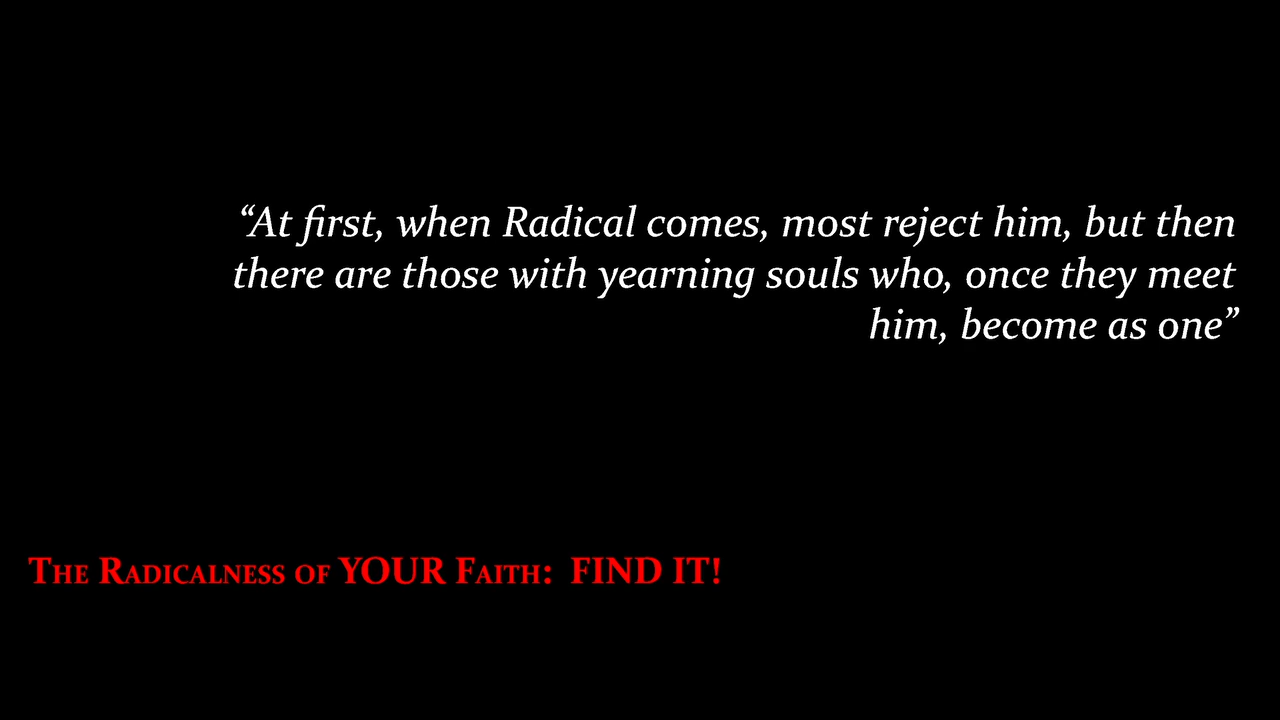 “At first, when Radical comes, most reject him, but then
there are those with yearning souls who, once they meet
him, become as one”
The Radicalness of YOUR Faith:  FIND IT!